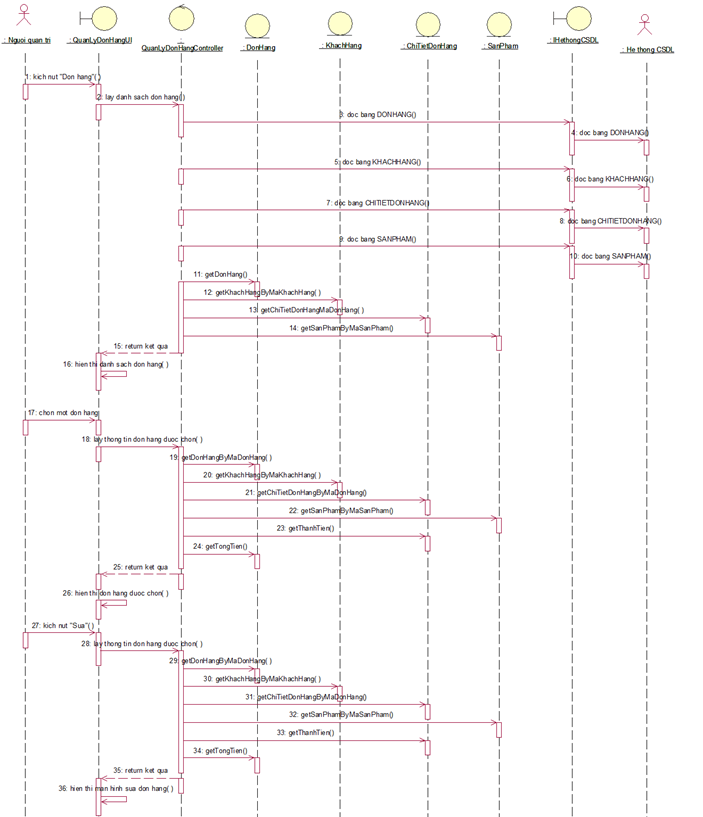 : Nguoi quan tri
: QuanLyDonHangUI
:
QuanLyDonHangController
: DonHang
: KhachHang
: ChiTietDonHang
: SanPham
: IHethongCSDL
: He thong CSDL
1: kich nut "Don hang"( )
2: lay danh sach don hang()
3: doc bang DONHANG()
4: doc bang DONHANG()
5: doc bang KHACHHANG()
6: doc bang KHACHHANG()
7: doc bang CHITIETDONHANG()
8: doc bang CHITIETDONHANG()
9: doc bang SANPHAM()
10: doc bang SANPHAM()
11: getDonHang()
12: getKhachHangByMaKhachHang( )
13: getChiTietDonHangMaDonHang( )
14: getSanPhamByMaSanPham()
15: return ket qua
16: hien thi danh sach don hang( )
17: chon mot don hang
18: lay thong tin don hang duoc chon( )
19: getDonHangByMaDonHang( )
20: getKhachHangByMaKhachHang( )
21: getChiTietDonHangByMaDonHang()
22: getSanPhamByMaSanPham()
23: getThanhTien()
24: getTongTien()
25: return ket qua
26: hien thi don hang duoc chon( )
27: kich nut "Sua"( )
28: lay thong tin don hang duoc chon( )
29: getDonHangByMaDonHang( )
30: getKhachHangByMaKhachHang( )
31: getChiTietDonHangByMaDonHang()
32: getSanPhamByMaSanPham()
33: getThanhTien()
34: getTongTien()
35: return ket qua
36: hien thi man hinh sua don hang( )